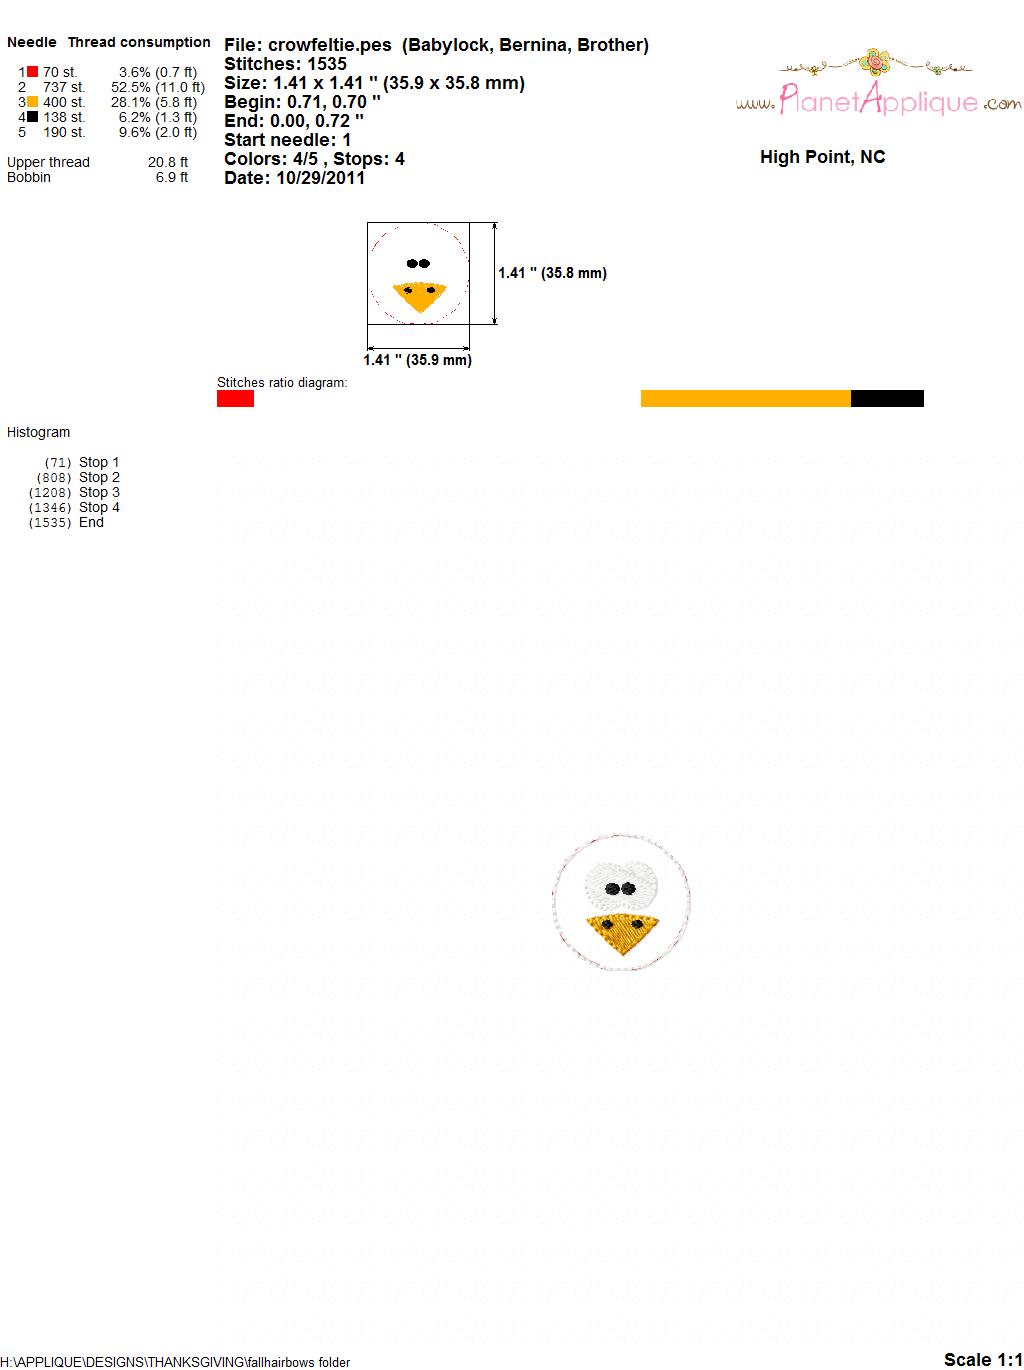 Needle Thread consumption
1 70 st. 3.6% (0.7 ft)
2 737 st. 52.5% (11.0 ft)
3 400 st. 28.1% (5.8 ft)
4 138 st. 6.2% (1.3 ft)
5 190 st. 9.6% (2.0 ft)
Upper thread 20.8 ft
Bobbin 6.9 ft
File: crowfeltie.pes (Babylock, Bernina, Brother)
Stitches: 1535
Size: 1.41 x 1.41 " (35.9 x 35.8 mm)
Begin: 0.71, 0.70 "
End: 0.00, 0.72 "
Start needle: 1
Colors: 4/5 , Stops: 4
Date: 10/29/2011
www.PlanetApplique.com
High Point, NC
1.41 " (35.8 mm)
1.41 " (35.9 mm)
Stitches ratio diagram:
Histogram
(71) Stop 1
(808) Stop 2
(1208) Stop 3
(1346) Stop 4
(1535) End
H:\APPLIQUE\DESIGNS\THANKSGIVING\fallhairbows folder
Scale 1:1